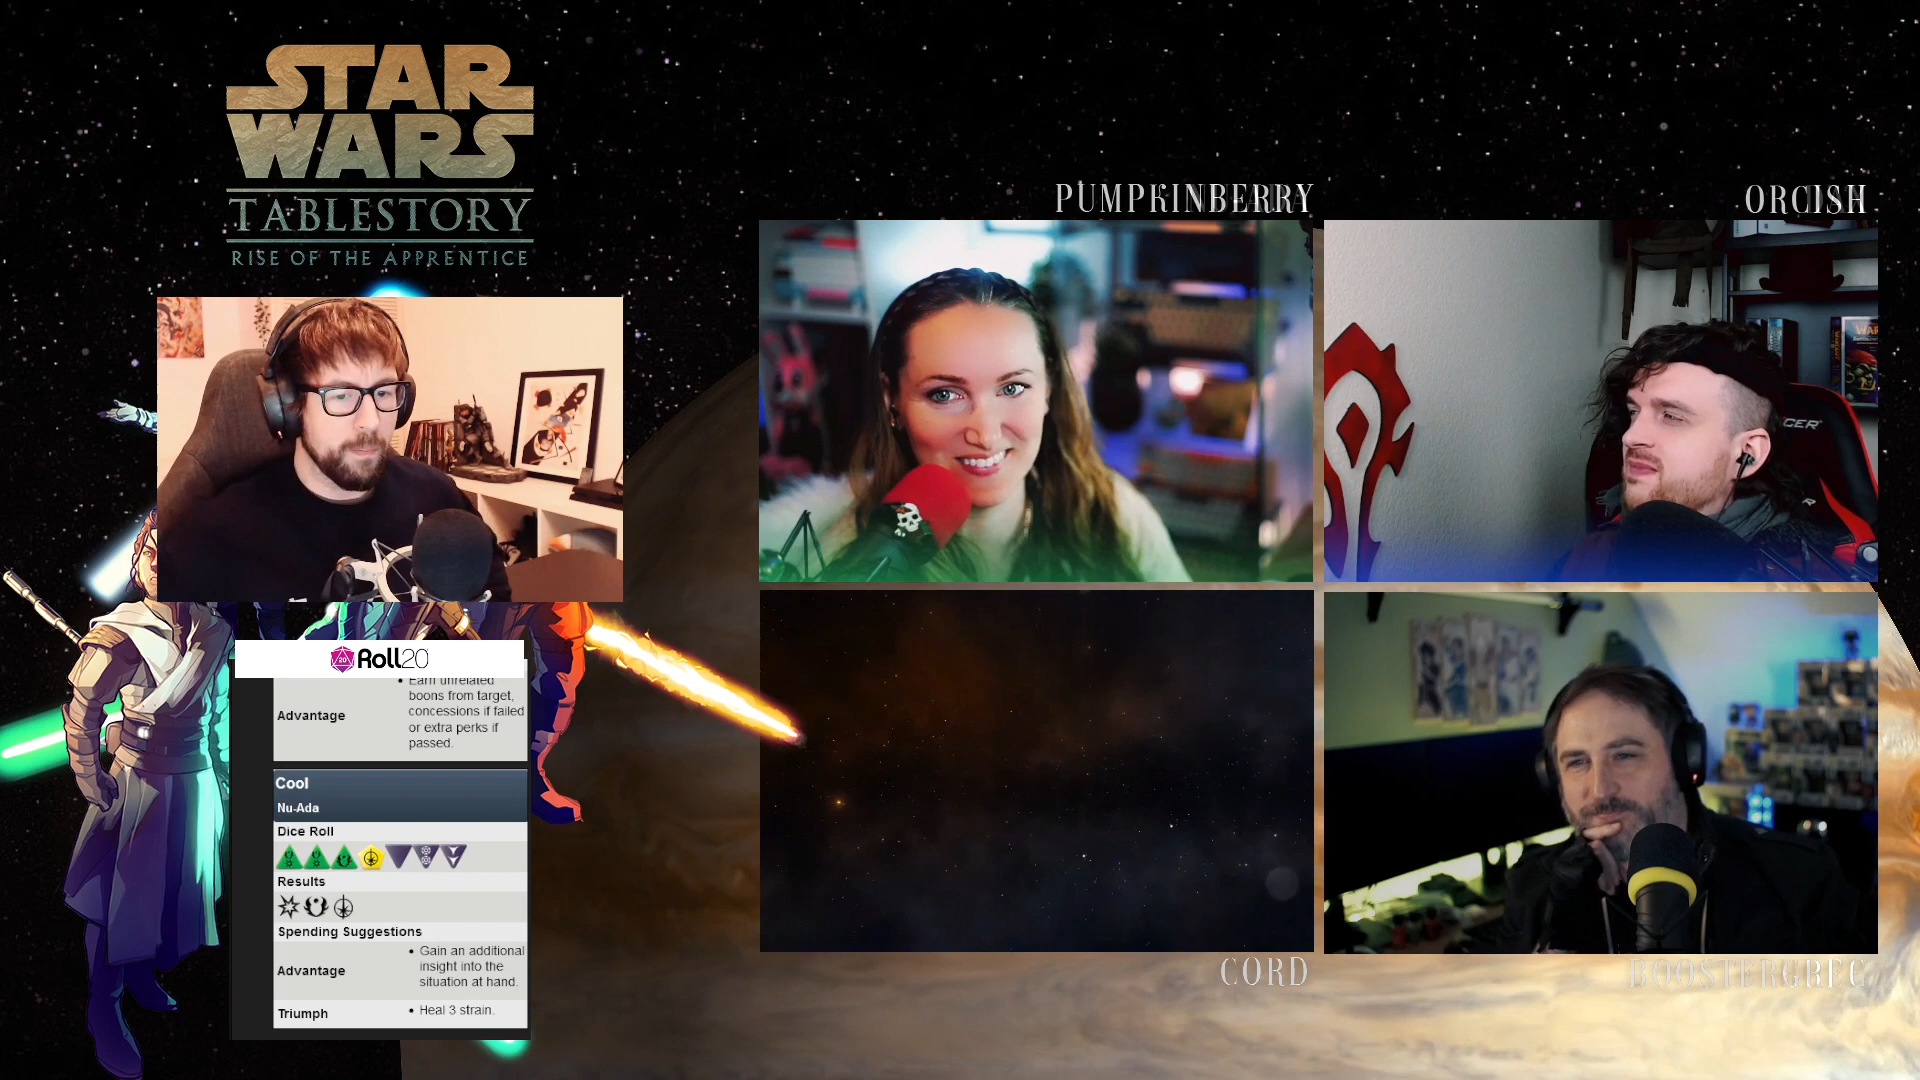 STAR
WARS
TABLESTORY
RISE OF THE APPRENTICE
PUMPKINBERRY
ORCISH
CER
WAR
Roll20
• Earn unrelated
boons from target,
Advantage
concessions if failed
or extra perks if
passed.
Cool
Nu-Ada
Dice Roll
Results
Spending Suggestions
• Gain an additional
Advantage
insight into the
situation at hand.
Triumph • Heal 3 strain.
CORD
BOOSTERGREG